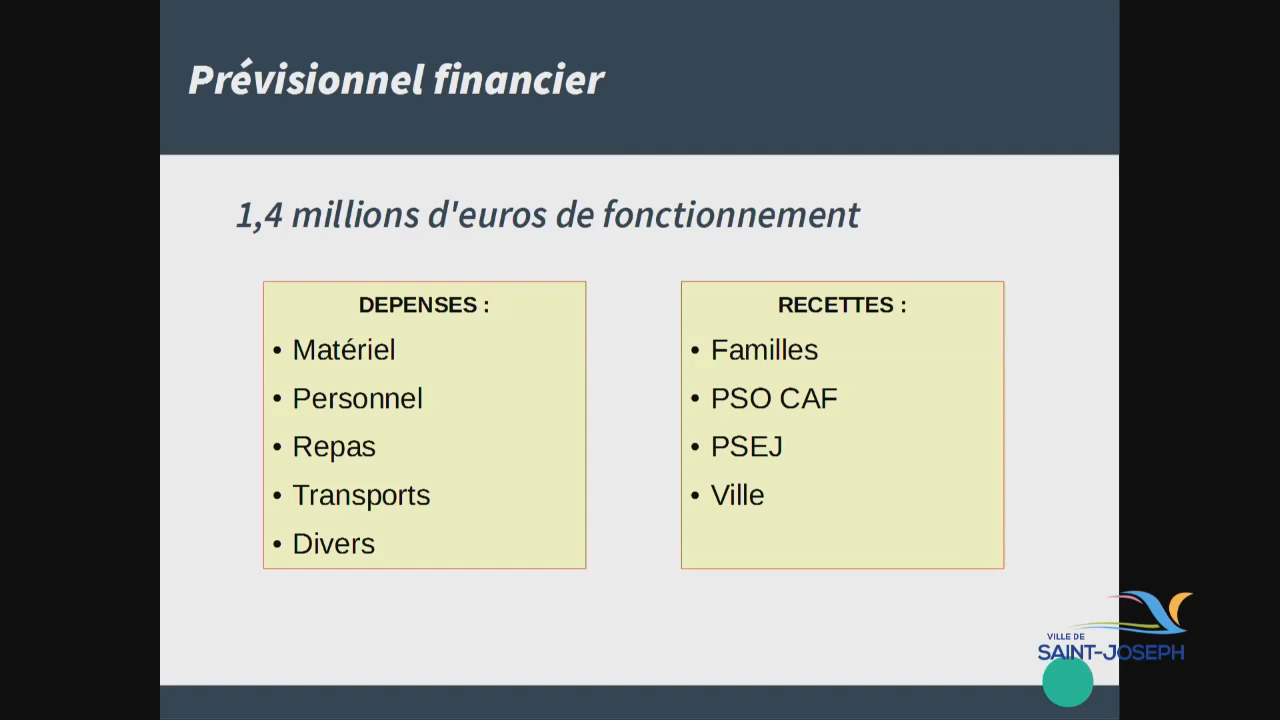 Prévisionnel financier
1,4 millions d'euros de fonctionnement
DEPENSES :
• Matériel
• Personnel
• Repas
• Transports
• Divers
RECETTES :
• Familles
• PSO CAF
• PSEJ
• Ville
VILLE DE
SAINT-JOSEPH